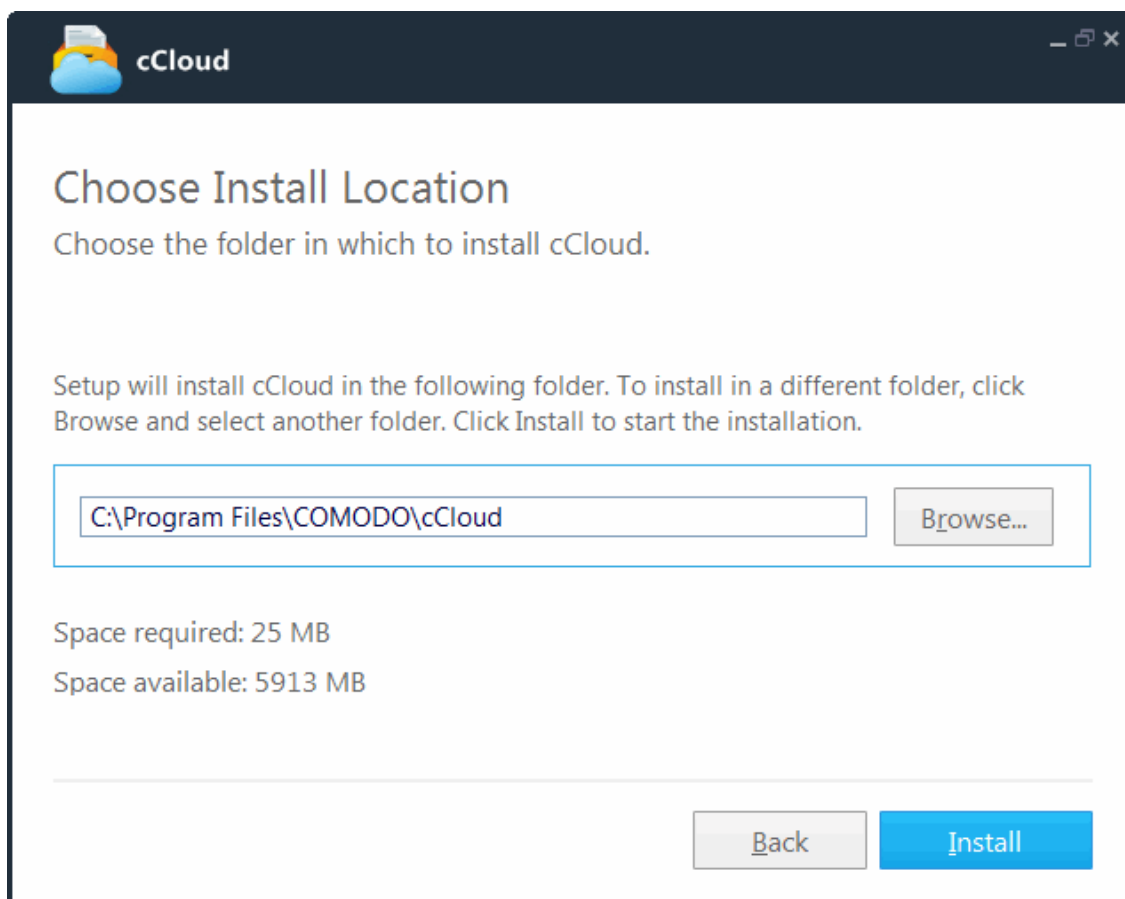 cCloud
Choose Install Location
Choose the folder in which to install cCloud.
Setup will install cCloud in the following folder. To install in a different folder, click
Browse and select another folder. Click Install to start the installation.
C:\Program Files\COMODO\cCloud
Browse...
Space required: 25 MB
Space available: 5913 MB
Back
Install